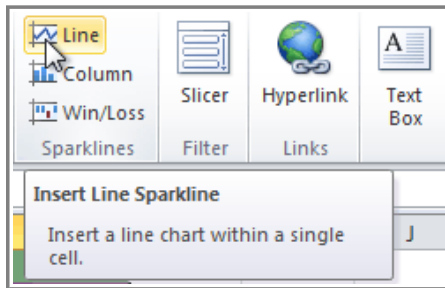 Line
Column
Win/Loss
Sparklines
Slicer
Filter
Hyperlink
Links
A
Text
Box
Insert Line Sparkline
Insert a line chart within a single
cell.
J